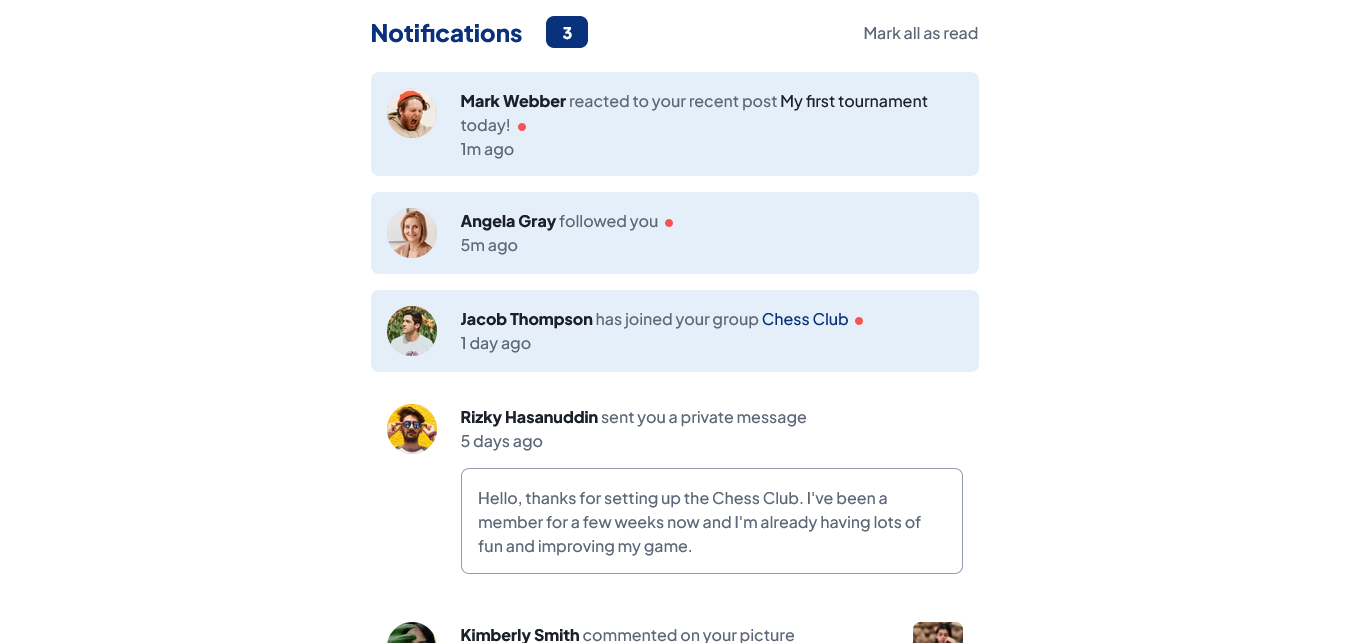 Notifications 3 Mark all as read
Mark Webber reacted to your recent post My first tournament
today!
1m ago
Angela Gray followed you
5m ago
Jacob Thompson has joined your group Chess Club
1 day ago
Rizky Hasanuddin sent you a private message
5 days ago
Hello, thanks for setting up the Chess Club. I've been a
member for a few weeks now and I'm already having lots of
fun and improving my game.
Kimberly Smith commented on your picture